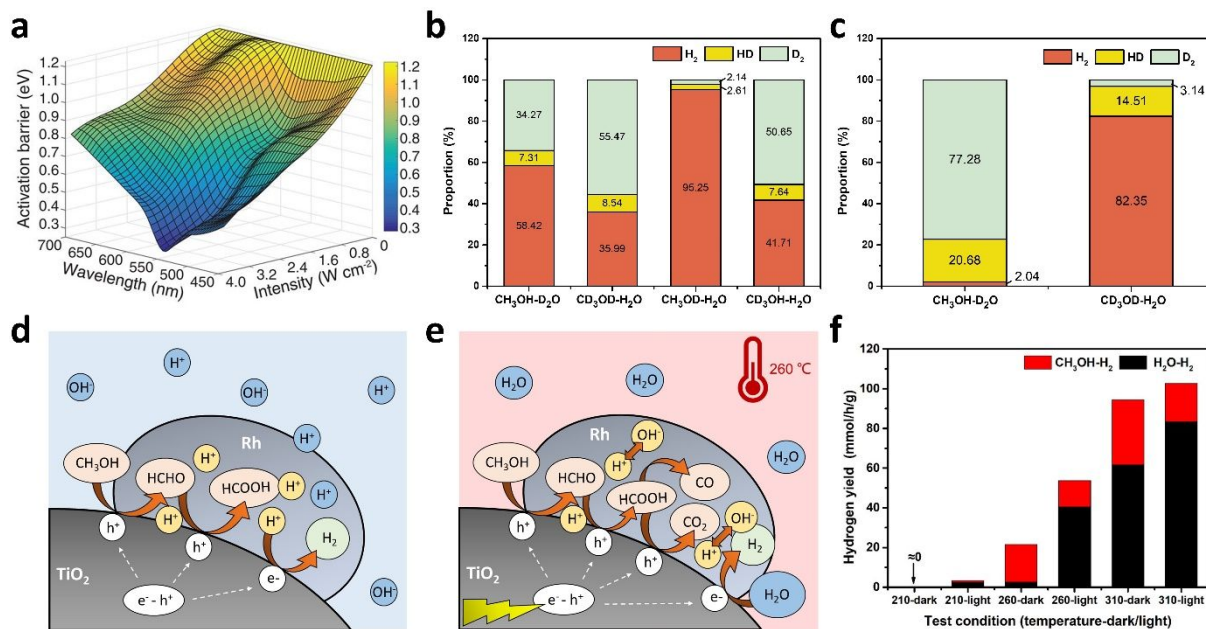 a
Activation barrier (eV)
1.2
1.1
1.0
0.9
0.8
0.7
0.6
0.5
0.4
0.3
700
650
600
550
500
450
Wavelength (nm)
4.0
3.2
2.4
1.6
0.8
0
Intensity (W cm⁻²)
1.2
1.1
1.0
0.9
0.8
0.7
0.6
0.5
0.4
0.3
b
H₂ HD D₂
Proportion (%)
120
100
80
60
40
20
0
34.27
7.31
58.42
55.47
8.54
35.99
2.14
2.61
95.25
50.65
7.64
41.71
CH₃OH-D₂O CD₃OD-H₂O CH₃OD-H₂O CD₃OH-H₂O
c
H₂ HD D₂
Proportion (%)
120
100
80
60
40
20
0
77.28
20.68
2.04
3.14
14.51
82.35
CH₃OH-D₂O CD₃OD-H₂O
d
OH⁻
H⁺
H⁺
OH⁻
H⁺
Rh
H⁺
CH₃OH
HCHO
H⁺
HCOOH
H⁺
H⁺
h⁺
H⁺
h⁺
H⁺
H₂
TiO₂
e⁻ - h⁺
e-
OH⁻
e
260 ℃
H₂O
H₂O
H₂O
Rh
OH⁻
H⁺
CH₃OH
HCHO
CO
HCOOH
h⁺
H⁺
h⁺
CO₂
OH⁻
H⁺
H₂
h⁺
TiO₂
e⁻ - h⁺
e-
H₂O
f
CH₃OH-H₂ H₂O-H₂
Hydrogen yield (mmol/h/g)
120
100
80
60
40
20
0
≈0
210-dark 210-light 260-dark 260-light 310-dark 310-light
Test condition (temperature-dark/light)